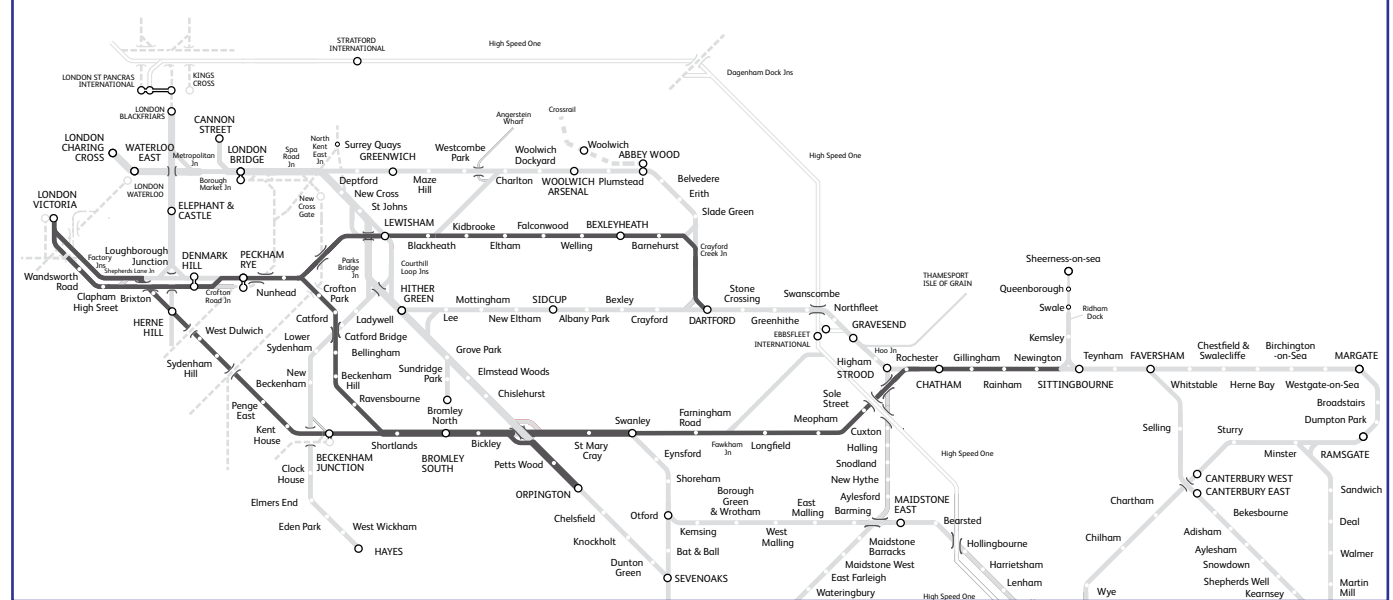 STRATFORD
INTERNATIONAL
High Speed One
LONDON ST PANCRAS
INTERNATIONAL
KINGS
CROSS
Dagenham Dock Jns
LONDON
BLACKFRIARS
CANNON
STREET
Angerstein
Wharf
Crossrail
LONDON
CHARING
CROSS
WATERLOO
EAST
Metropolitan
Jn
LONDON
BRIDGE
Spa
Road
Jn
North
Kent
East
Jn
Surrey Quays
GREENWICH
Westcombe
Park
Woolwich
Dockyard
Woolwich
ABBEY WOOD
High Speed One
LONDON
WATERLOO
Borough
Market Jn
Deptford
Maze
Hill
Charlton
WOOLWICH
ARSENAL
Plumstead
Belvedere
Erith
Slade Green
LONDON
VICTORIA
ELEPHANT &
CASTLE
New
Cross
Gate
New Cross
St Johns
LEWISHAM
Kidbrooke
Falconwood
BEXLEYHEATH
Blackheath
Eltham
Welling
Barnehurst
Crayford
Creek Jn
Factory
Jns
Loughborough
Junction
Shepherds Lane Jn
DENMARK
HILL
PECKHAM
RYE
Parks
Bridge
Jn
Courthill
Loop Jns
Wandsworth
Road
Clapham
High Sreet
Brixton
Crofton
Road Jn
Nunhead
Crofton
Park
HITHER
GREEN
Mottingham
SIDCUP
Bexley
Stone
Crossing
Swanscombe
Northfleet
THAMESPORT
ISLE OF GRAIN
Sheerness-on-sea
Queenborough
Swale
Ridham
Dock
Kemsley
HERNE
HILL
West Dulwich
Catford
Ladywell
Lee
New Eltham
Albany Park
Crayford
DARTFORD
Greenhithe
EBBSFLEET
INTERNATIONAL
GRAVESEND
Lower
Sydenham
Catford Bridge
Bellingham
Grove Park
Hoo Jn
Higham
STROOD
Rochester
Gillingham
Newington
Teynham
FAVERSHAM
Chestfield &
Swalecliffe
Birchington
-on-Sea
MARGATE
Sydenham
Hill
New
Beckenham
Beckenham
Hill
Sundridge
Park
Elmstead Woods
CHATHAM
Rainham
SITTINGBOURNE
Whitstable
Herne Bay
Westgate-on-Sea
Penge
East
Ravensbourne
Chislehurst
Sole
Street
Broadstairs
Kent
House
Bromley
North
Swanley
Farningham
Road
Meopham
Dumpton Park
BECKENHAM
JUNCTION
Shortlands
BROMLEY
SOUTH
Bickley
St Mary
Cray
Eynsford
Fawkham
Jn
Longfield
Cuxton
Halling
Snodland
New Hythe
Aylesford
Barming
High Speed One
Selling
Sturry
Minster
RAMSGATE
Clock
House
Petts Wood
ORPINGTON
Shoreham
CANTERBURY WEST
CANTERBURY EAST
Sandwich
Elmers End
Chelsfield
Otford
Borough
Green
& Wrotham
East
Malling
MAIDSTONE
EAST
Bearsted
Chartham
Bekesbourne
Eden Park
West Wickham
Kemsing
West
Malling
Deal
HAYES
Knockholt
Bat & Ball
Maidstone
Barracks
Hollingbourne
Chilham
Adisham
Aylesham
Walmer
Dunton
Green
SEVENOAKS
Maidstone West
East Farleigh
Wateringbury
Harrietsham
Lenham
High Speed One
Wye
Snowdown
Shepherds Well
Kearnsey
Martin
Mill